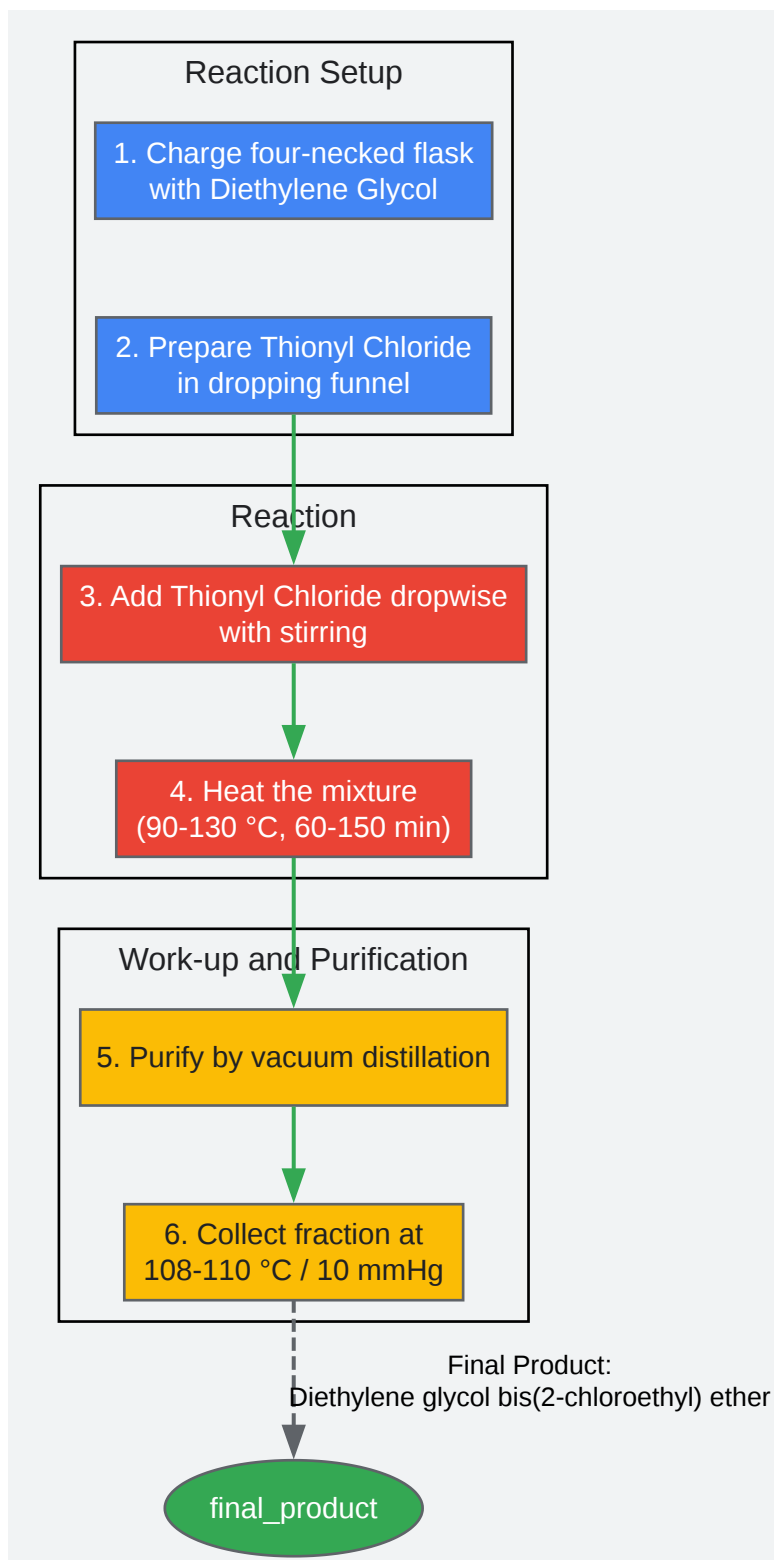 Reaction Setup
1. Charge four-necked flask
with Diethylene Glycol
2. Prepare Thionyl Chloride
in dropping funnel
Reaction
3. Add Thionyl Chloride dropwise
with stirring
4. Heat the mixture
(90-130 °C, 60-150 min)
Work-up and Purification
5. Purify by vacuum distillation
6. Collect fraction at
108-110 °C / 10 mmHg
Final Product:
Diethylene glycol bis(2-chloroethyl) ether
final_product